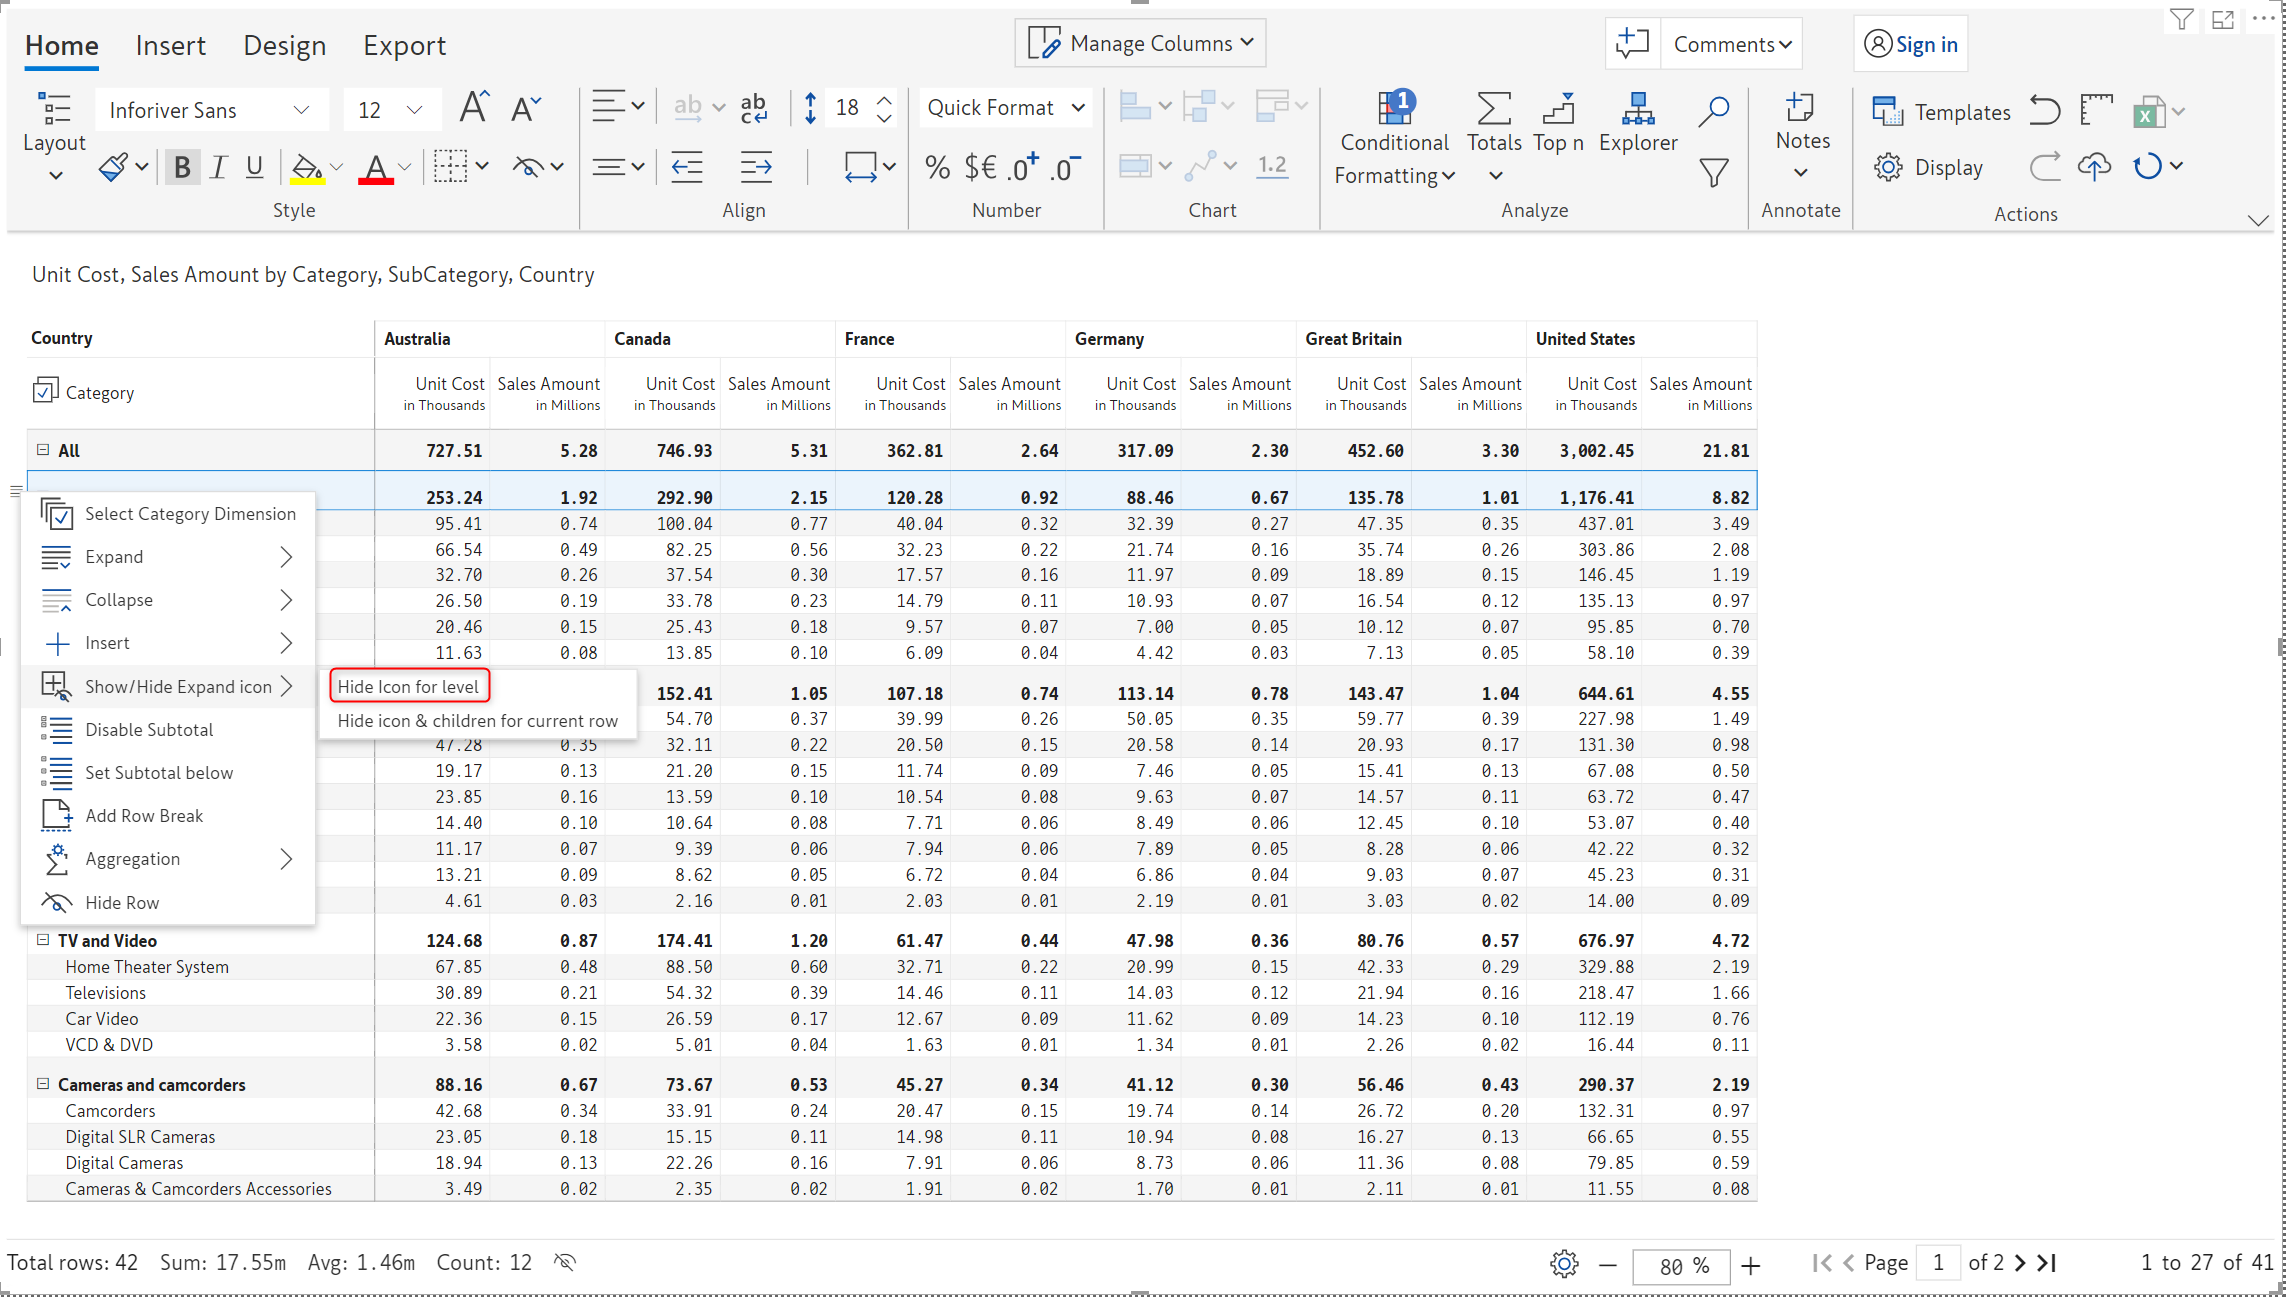 Home Insert Design Export
Manage Columns
Comments
Sign in
Layout
Inforiver Sans 12
B I U A
Style
ab ab c 18
Align
Quick Format
% $€ .0+ .0-
Number
1.2
Chart
1
Conditional Formatting
Totals
Top n
Explorer
Analyze
Notes
Annotate
Templates
Display
X
Actions
Unit Cost, Sales Amount by Category, SubCategory, Country
Country Australia Canada France Germany Great Britain United States
Category Unit Cost Sales Amount Unit Cost Sales Amount Unit Cost Sales Amount Unit Cost Sales Amount Unit Cost Sales Amount Unit Cost Sales Amount
in Thousands in Millions in Thousands in Millions in Thousands in Millions in Thousands in Millions in Thousands in Millions in Thousands in Millions
All 727.51 5.28 746.93 5.31 362.81 2.64 317.09 2.30 452.60 3.30 3,002.45 21.81
253.24 1.92 292.90 2.15 120.28 0.92 88.46 0.67 135.78 1.01 1,176.41 8.82
95.41 0.74 100.04 0.77 40.04 0.32 32.39 0.27 47.35 0.35 437.01 3.49
66.54 0.49 82.25 0.56 32.23 0.22 21.74 0.16 35.74 0.26 303.86 2.08
32.70 0.26 37.54 0.30 17.57 0.16 11.97 0.09 18.89 0.15 146.45 1.19
26.50 0.19 33.78 0.23 14.79 0.11 10.93 0.07 16.54 0.12 135.13 0.97
20.46 0.15 25.43 0.18 9.57 0.07 7.00 0.05 10.12 0.07 95.85 0.70
11.63 0.08 13.85 0.10 6.09 0.04 4.42 0.03 7.13 0.05 58.10 0.39
152.41 1.05 107.18 0.74 113.14 0.78 143.47 1.04 644.61 4.55
54.70 0.37 39.99 0.26 50.05 0.35 59.77 0.39 227.98 1.49
47.28 0.35 32.11 0.22 20.50 0.15 20.58 0.14 20.93 0.17 131.30 0.98
19.17 0.13 21.20 0.15 11.74 0.09 7.46 0.05 15.41 0.13 67.08 0.50
23.85 0.16 13.59 0.10 10.54 0.08 9.63 0.07 14.57 0.11 63.72 0.47
14.40 0.10 10.64 0.08 7.71 0.06 8.49 0.06 12.45 0.10 53.07 0.40
11.17 0.07 9.39 0.06 7.94 0.06 7.89 0.05 8.28 0.06 42.22 0.32
13.21 0.09 8.62 0.05 6.72 0.04 6.86 0.04 9.03 0.07 45.23 0.31
4.61 0.03 2.16 0.01 2.03 0.01 2.19 0.01 3.03 0.02 14.00 0.09
Select Category Dimension
Expand
Collapse
Insert
Show/Hide Expand icon
Disable Subtotal
Set Subtotal below
Add Row Break
Aggregation
Hide Row
Hide Icon for level
Hide icon & children for current row
TV and Video 124.68 0.87 174.41 1.20 61.47 0.44 47.98 0.36 80.76 0.57 676.97 4.72
Home Theater System 67.85 0.48 88.50 0.60 32.71 0.22 20.99 0.15 42.33 0.29 329.88 2.19
Televisions 30.89 0.21 54.32 0.39 14.46 0.11 14.03 0.12 21.94 0.16 218.47 1.66
Car Video 22.36 0.15 26.59 0.17 12.67 0.09 11.62 0.09 14.23 0.10 112.19 0.76
VCD & DVD 3.58 0.02 5.01 0.04 1.63 0.01 1.34 0.01 2.26 0.02 16.44 0.11
Cameras and camcorders 88.16 0.67 73.67 0.53 45.27 0.34 41.12 0.30 56.46 0.43 290.37 2.19
Camcorders 42.68 0.34 33.91 0.24 20.47 0.15 19.74 0.14 26.72 0.20 132.31 0.97
Digital SLR Cameras 23.05 0.18 15.15 0.11 14.98 0.11 10.94 0.08 16.27 0.13 66.65 0.55
Digital Cameras 18.94 0.13 22.26 0.16 7.91 0.06 8.73 0.06 11.36 0.08 79.85 0.59
Cameras & Camcorders Accessories 3.49 0.02 2.35 0.02 1.91 0.02 1.70 0.01 2.11 0.01 11.55 0.08
Total rows: 42 Sum: 17.55m Avg: 1.46m Count: 12 80 % Page 1 of 2 1 to 27 of 41